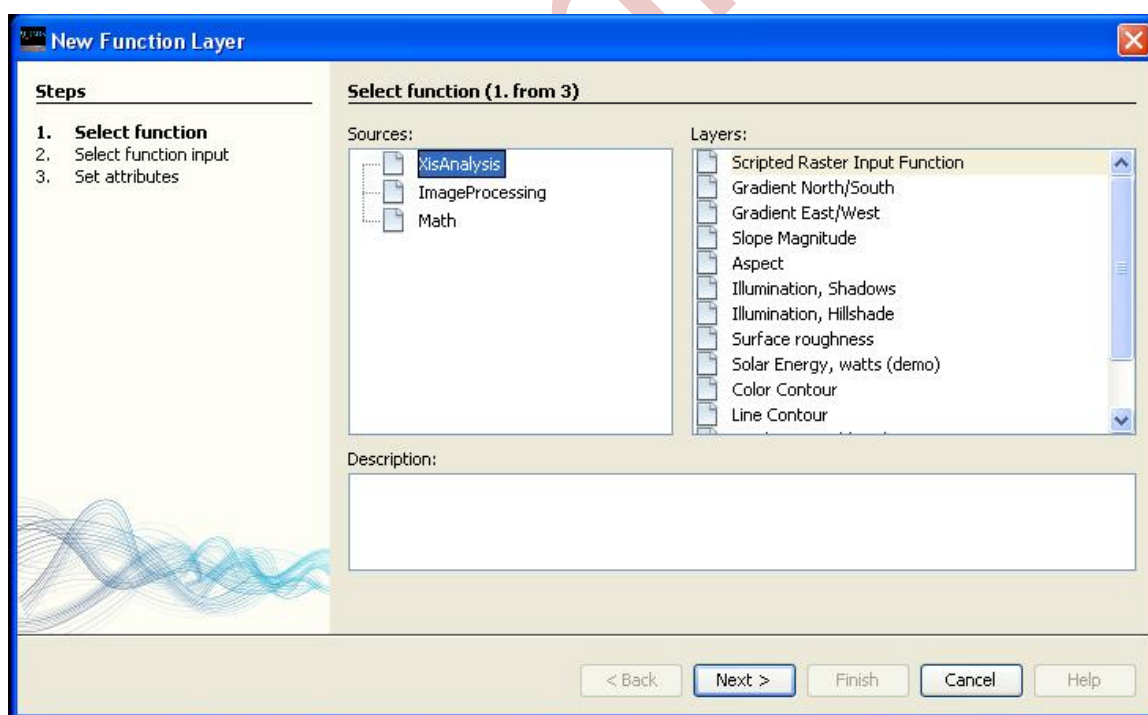 New Function Layer
Steps
1. Select function
2. Select function input
3. Set attributes
Select function (1. from 3)
Sources:
XisAnalysis
ImageProcessing
Math
Layers:
Scripted Raster Input Function
Gradient North/South
Gradient East/West
Slope Magnitude
Aspect
Illumination, Shadows
Illumination, Hillshade
Surface roughness
Solar Energy, watts (demo)
Color Contour
Line Contour
Description:
< Back
Next >
Finish
Cancel
Help